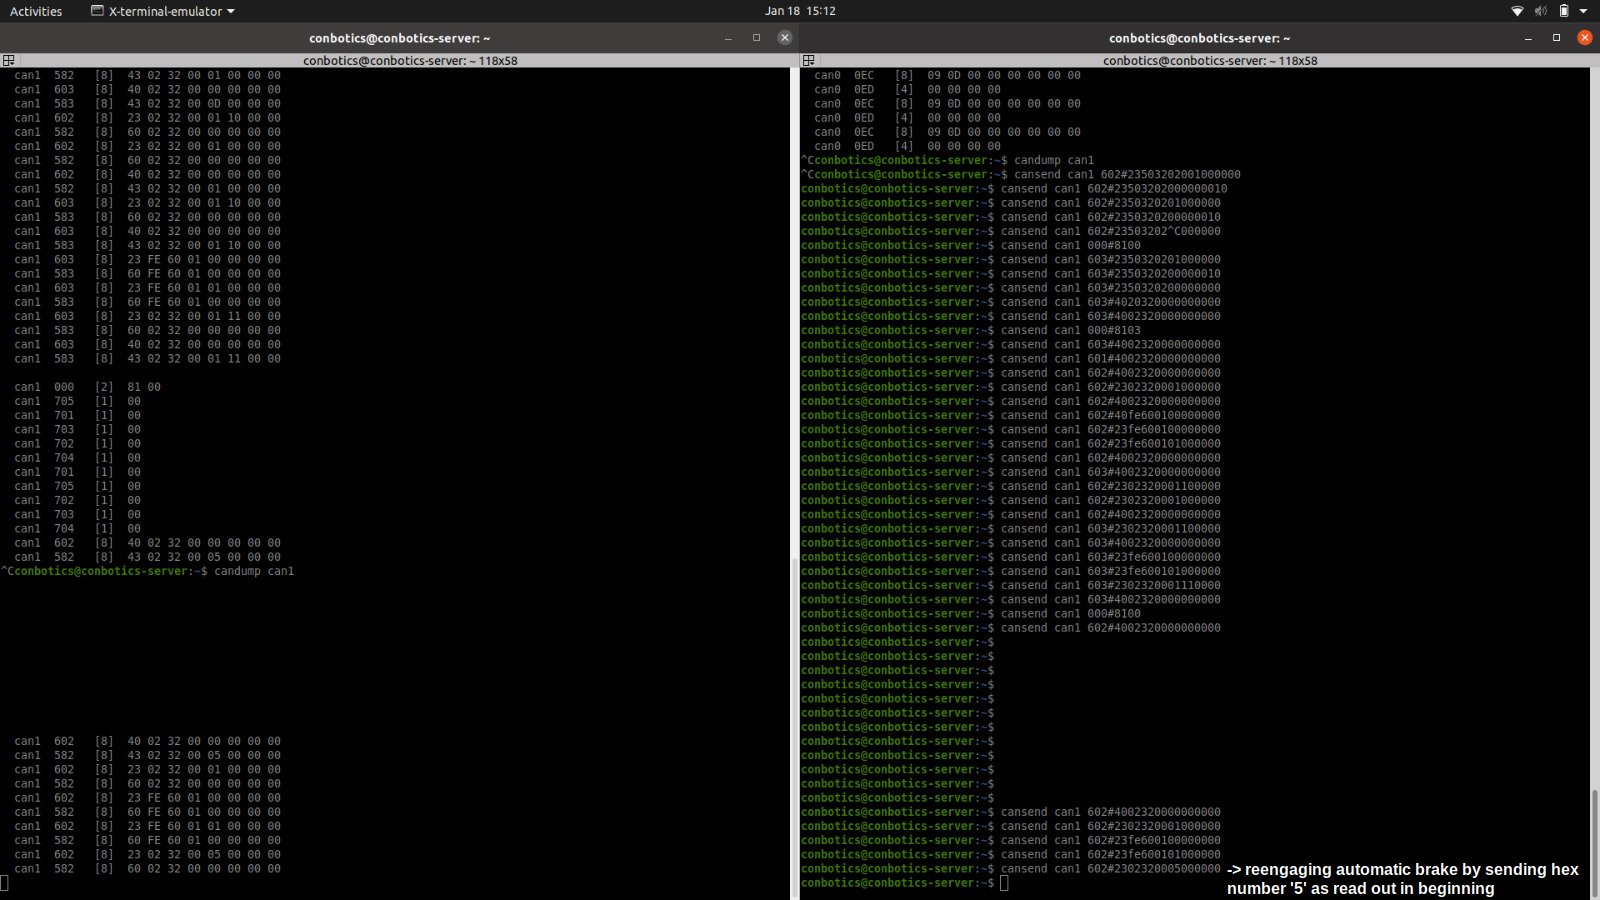 Activities X-terminal-emulator Jan 18 15:12
conbotics@conbotics-server: ~
conbotics@conbotics-server: ~ 118x58
can1 582 [8] 43 02 32 00 01 00 00 00
can1 603 [8] 40 02 32 00 00 00 00 00
can1 583 [8] 43 02 32 00 0D 00 00 00
can1 602 [8] 23 02 32 00 01 10 00 00
can1 582 [8] 60 02 32 00 00 00 00 00
can1 602 [8] 23 02 32 00 01 00 00 00
can1 582 [8] 60 02 32 00 00 00 00 00
can1 602 [8] 40 02 32 00 00 00 00 00
can1 582 [8] 43 02 32 00 01 00 00 00
can1 603 [8] 23 02 32 00 01 10 00 00
can1 583 [8] 60 02 32 00 00 00 00 00
can1 603 [8] 40 02 32 00 00 00 00 00
can1 583 [8] 43 02 32 00 01 10 00 00
can1 603 [8] 23 FE 60 01 00 00 00 00
can1 583 [8] 60 FE 60 01 00 00 00 00
can1 603 [8] 23 FE 60 01 01 00 00 00
can1 583 [8] 60 FE 60 01 00 00 00 00
can1 603 [8] 23 02 32 00 01 11 00 00
can1 583 [8] 60 02 32 00 00 00 00 00
can1 603 [8] 40 02 32 00 00 00 00 00
can1 583 [8] 43 02 32 00 01 11 00 00
can1 000 [2] 81 00
can1 705 [1] 00
can1 701 [1] 00
can1 703 [1] 00
can1 702 [1] 00
can1 704 [1] 00
can1 701 [1] 00
can1 705 [1] 00
can1 702 [1] 00
can1 703 [1] 00
can1 704 [1] 00
can1 602 [8] 40 02 32 00 00 00 00 00
can1 582 [8] 43 02 32 00 05 00 00 00
^Cconbotics@conbotics-server:~$ candump can1
can1 602 [8] 40 02 32 00 00 00 00 00
can1 582 [8] 43 02 32 00 05 00 00 00
can1 602 [8] 23 02 32 00 01 00 00 00
can1 582 [8] 60 02 32 00 00 00 00 00
can1 602 [8] 23 FE 60 01 00 00 00 00
can1 582 [8] 60 FE 60 01 00 00 00 00
can1 602 [8] 23 FE 60 01 01 00 00 00
can1 582 [8] 60 FE 60 01 00 00 00 00
can1 602 [8] 23 02 32 00 05 00 00 00
can1 582 [8] 60 02 32 00 00 00 00 00
conbotics@conbotics-server: ~
conbotics@conbotics-server: ~ 118x58
can0 0EC [8] 09 0D 00 00 00 00 00 00
can0 0ED [4] 00 00 00 00
can0 0EC [8] 09 0D 00 00 00 00 00 00
can0 0ED [4] 00 00 00 00
can0 0EC [8] 09 0D 00 00 00 00 00 00
can0 0ED [4] 00 00 00 00
^Cconbotics@conbotics-server:~$ candump can1
^Cconbotics@conbotics-server:~$ cansend can1 602#23503202001000000
conbotics@conbotics-server:~$ cansend can1 602#23503202000000010
conbotics@conbotics-server:~$ cansend can1 602#2350320201000000
conbotics@conbotics-server:~$ cansend can1 602#2350320200000010
conbotics@conbotics-server:~$ cansend can1 602#23503202^C000000
conbotics@conbotics-server:~$ cansend can1 000#8100
conbotics@conbotics-server:~$ cansend can1 603#2350320201000000
conbotics@conbotics-server:~$ cansend can1 603#2350320200000010
conbotics@conbotics-server:~$ cansend can1 603#2350320200000000
conbotics@conbotics-server:~$ cansend can1 603#4020320000000000
conbotics@conbotics-server:~$ cansend can1 603#4002320000000000
conbotics@conbotics-server:~$ cansend can1 000#8103
conbotics@conbotics-server:~$ cansend can1 603#4002320000000000
conbotics@conbotics-server:~$ cansend can1 601#4002320000000000
conbotics@conbotics-server:~$ cansend can1 602#4002320000000000
conbotics@conbotics-server:~$ cansend can1 602#2302320001000000
conbotics@conbotics-server:~$ cansend can1 602#4002320000000000
conbotics@conbotics-server:~$ cansend can1 602#40fe600100000000
conbotics@conbotics-server:~$ cansend can1 602#23fe600100000000
conbotics@conbotics-server:~$ cansend can1 602#23fe600101000000
conbotics@conbotics-server:~$ cansend can1 602#4002320000000000
conbotics@conbotics-server:~$ cansend can1 603#4002320000000000
conbotics@conbotics-server:~$ cansend can1 602#2302320001100000
conbotics@conbotics-server:~$ cansend can1 602#2302320001000000
conbotics@conbotics-server:~$ cansend can1 602#4002320000000000
conbotics@conbotics-server:~$ cansend can1 603#2302320001100000
conbotics@conbotics-server:~$ cansend can1 603#4002320000000000
conbotics@conbotics-server:~$ cansend can1 603#23fe600100000000
conbotics@conbotics-server:~$ cansend can1 603#23fe600101000000
conbotics@conbotics-server:~$ cansend can1 603#2302320001110000
conbotics@conbotics-server:~$ cansend can1 603#4002320000000000
conbotics@conbotics-server:~$ cansend can1 000#8100
conbotics@conbotics-server:~$ cansend can1 602#4002320000000000
conbotics@conbotics-server:~$
conbotics@conbotics-server:~$
conbotics@conbotics-server:~$
conbotics@conbotics-server:~$
conbotics@conbotics-server:~$
conbotics@conbotics-server:~$
conbotics@conbotics-server:~$
conbotics@conbotics-server:~$
conbotics@conbotics-server:~$
conbotics@conbotics-server:~$
conbotics@conbotics-server:~$
conbotics@conbotics-server:~$
conbotics@conbotics-server:~$ cansend can1 602#4002320000000000
conbotics@conbotics-server:~$ cansend can1 602#2302320001000000
conbotics@conbotics-server:~$ cansend can1 602#23fe600100000000
conbotics@conbotics-server:~$ cansend can1 602#23fe600101000000
conbotics@conbotics-server:~$ cansend can1 602#2302320005000000
conbotics@conbotics-server:~$
-> reengaging automatic brake by sending hex
number '5' as read out in beginning